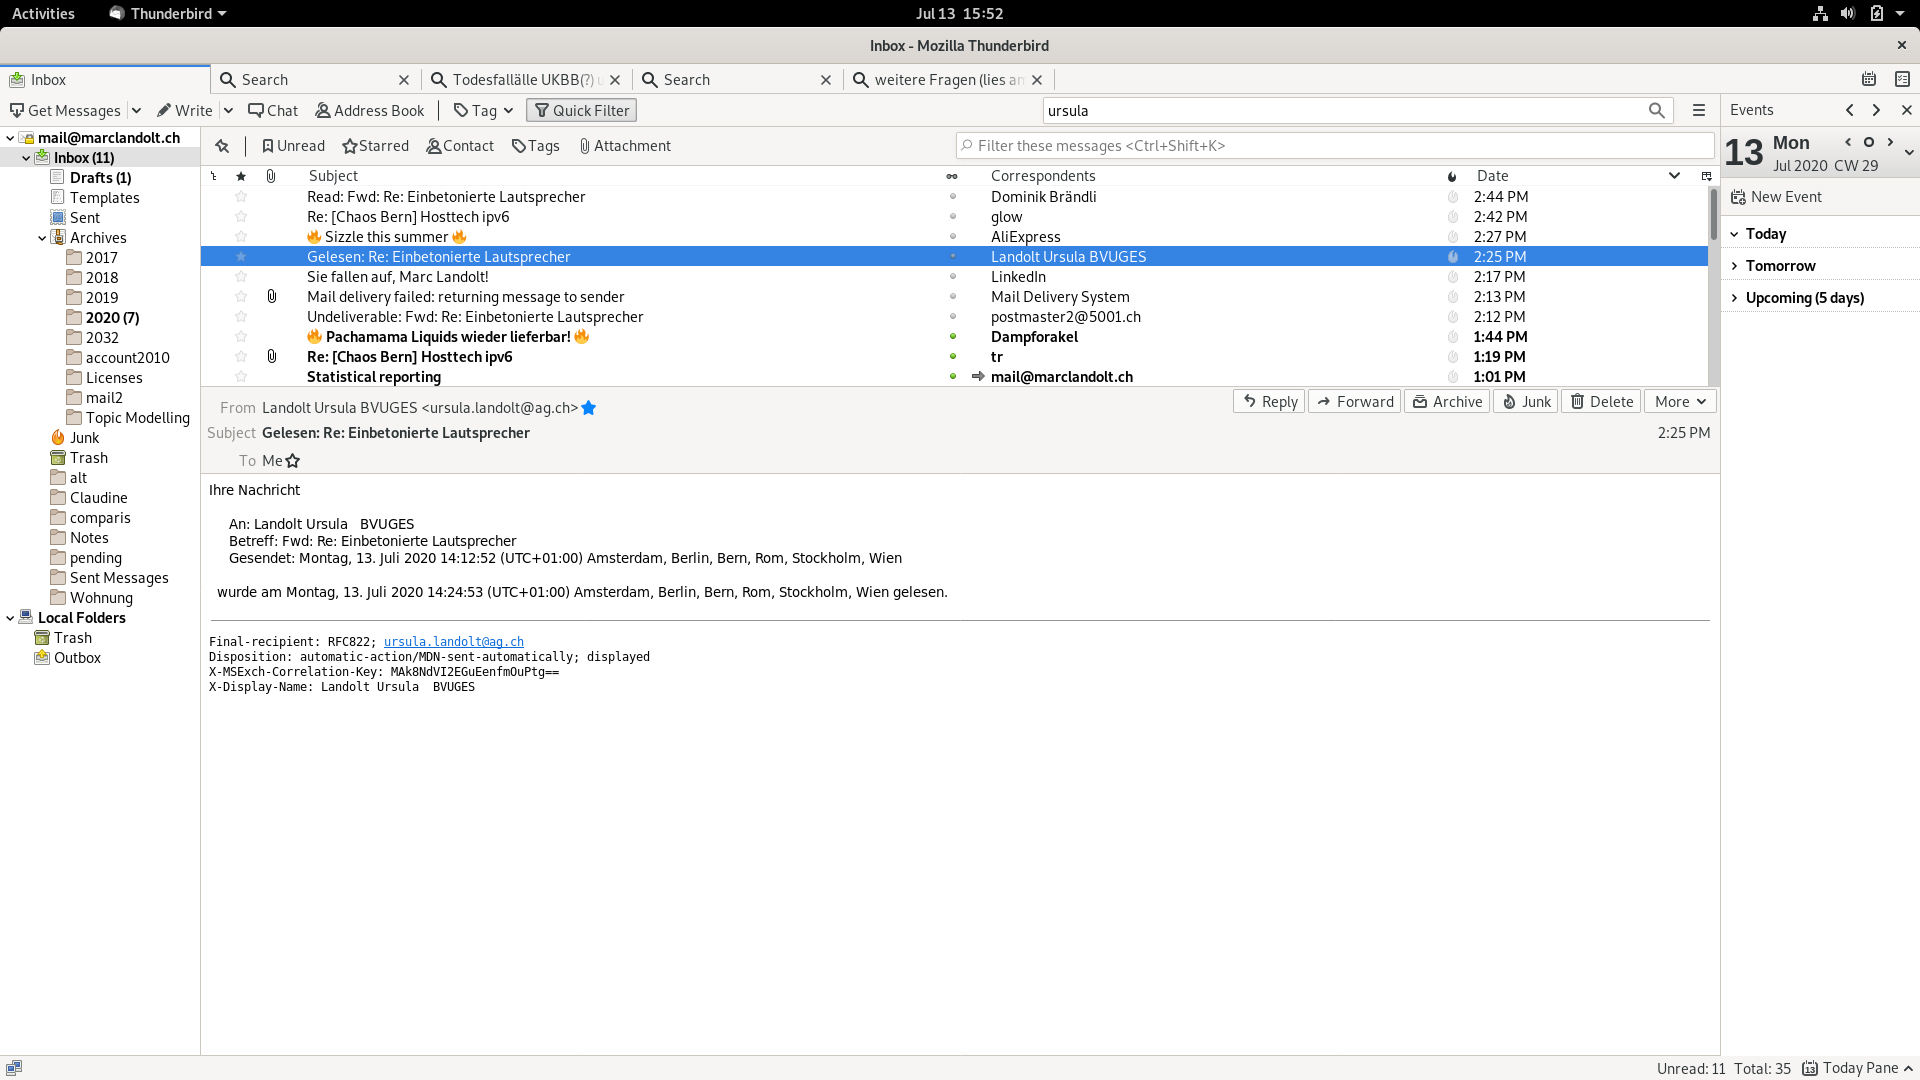 Activities
Thunderbird
Jul 13 15:52
Inbox - Mozilla Thunderbird
Inbox
Search
Todesfallälle UKBB(?)
Search
weitere Fragen (lies
Get Messages
Write
Chat
Address Book
Tag
Quick Filter
ursula
Events
mail@marclandolt.ch
Inbox (11)
Drafts (1)
Templates
Sent
Archives
2017
2018
2019
2020 (7)
2032
account2010
Licenses
mail2
Topic Modelling
Junk
Trash
alt
Claudine
comparis
Notes
pending
Sent Messages
Wohnung
Local Folders
Trash
Outbox
Unread
Starred
Contact
Tags
Attachment
Filter these messages <Ctrl+Shift+K>
Subject Correspondents Date
Read: Fwd: Re: Einbetonierte Lautsprecher Dominik Brändli 2:44 PM
Re: [Chaos Bern] Hosttech ipv6 glow 2:42 PM
🔥 Sizzle this summer 🔥 AliExpress 2:27 PM
Gelesen: Re: Einbetonierte Lautsprecher Landolt Ursula BVUGES 2:25 PM
Sie fallen auf, Marc Landolt! LinkedIn 2:17 PM
Mail delivery failed: returning message to sender Mail Delivery System 2:13 PM
Undeliverable: Fwd: Re: Einbetonierte Lautsprecher postmaster2@5001.ch 2:12 PM
🔥 Pachamama Liquids wieder lieferbar! 🔥 Dampforakel 1:44 PM
Re: [Chaos Bern] Hosttech ipv6 tr 1:19 PM
Statistical reporting mail@marclandolt.ch 1:01 PM
From Landolt Ursula BVUGES <ursula.landolt@ag.ch>
Reply
Forward
Archive
Junk
Delete
More
Subject Gelesen: Re: Einbetonierte Lautsprecher 2:25 PM
To Me
Ihre Nachricht
An: Landolt Ursula BVUGES
Betreff: Fwd: Re: Einbetonierte Lautsprecher
Gesendet: Montag, 13. Juli 2020 14:12:52 (UTC+01:00) Amsterdam, Berlin, Bern, Rom, Stockholm, Wien
wurde am Montag, 13. Juli 2020 14:24:53 (UTC+01:00) Amsterdam, Berlin, Bern, Rom, Stockholm, Wien gelesen.
Final-recipient: RFC822; ursula.landolt@ag.ch
Disposition: automatic-action/MDN-sent-automatically; displayed
X-MSExch-Correlation-Key: MAk8NdVI2EGuEenfmOuPtg==
X-Display-Name: Landolt Ursula BVUGES
13 Mon
Jul 2020 CW 29
New Event
Today
Tomorrow
Upcoming (5 days)
Unread: 11 Total: 35
13 Today Pane